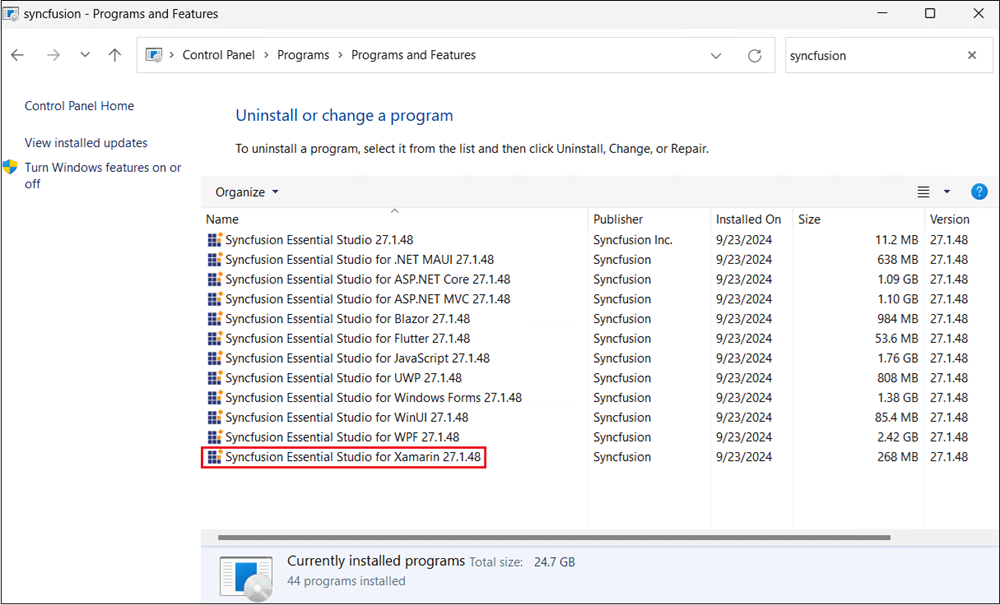 syncfusion - Programs and Features
Control Panel > Programs > Programs and Features
syncfusion
Control Panel Home
View installed updates
Turn Windows features on or
off
Uninstall or change a program
To uninstall a program, select it from the list and then click Uninstall, Change, or Repair.
Organize
Name Publisher Installed On Size Version
Syncfusion Essential Studio 27.1.48 Syncfusion Inc. 9/23/2024 11.2 MB 27.1.48
Syncfusion Essential Studio for .NET MAUI 27.1.48 Syncfusion 9/23/2024 638 MB 27.1.48
Syncfusion Essential Studio for ASP.NET Core 27.1.48 Syncfusion 9/23/2024 1.09 GB 27.1.48
Syncfusion Essential Studio for ASP.NET MVC 27.1.48 Syncfusion 9/23/2024 1.10 GB 27.1.48
Syncfusion Essential Studio for Blazor 27.1.48 Syncfusion 9/23/2024 984 MB 27.1.48
Syncfusion Essential Studio for Flutter 27.1.48 Syncfusion 9/23/2024 53.6 MB 27.1.48
Syncfusion Essential Studio for JavaScript 27.1.48 Syncfusion 9/23/2024 1.76 GB 27.1.48
Syncfusion Essential Studio for UWP 27.1.48 Syncfusion 9/23/2024 808 MB 27.1.48
Syncfusion Essential Studio for Windows Forms 27.1.48 Syncfusion 9/23/2024 1.38 GB 27.1.48
Syncfusion Essential Studio for WinUI 27.1.48 Syncfusion 9/23/2024 85.4 MB 27.1.48
Syncfusion Essential Studio for WPF 27.1.48 Syncfusion 9/23/2024 2.42 GB 27.1.48
Syncfusion Essential Studio for Xamarin 27.1.48 Syncfusion 9/23/2024 268 MB 27.1.48
Currently installed programs Total size: 24.7 GB
44 programs installed